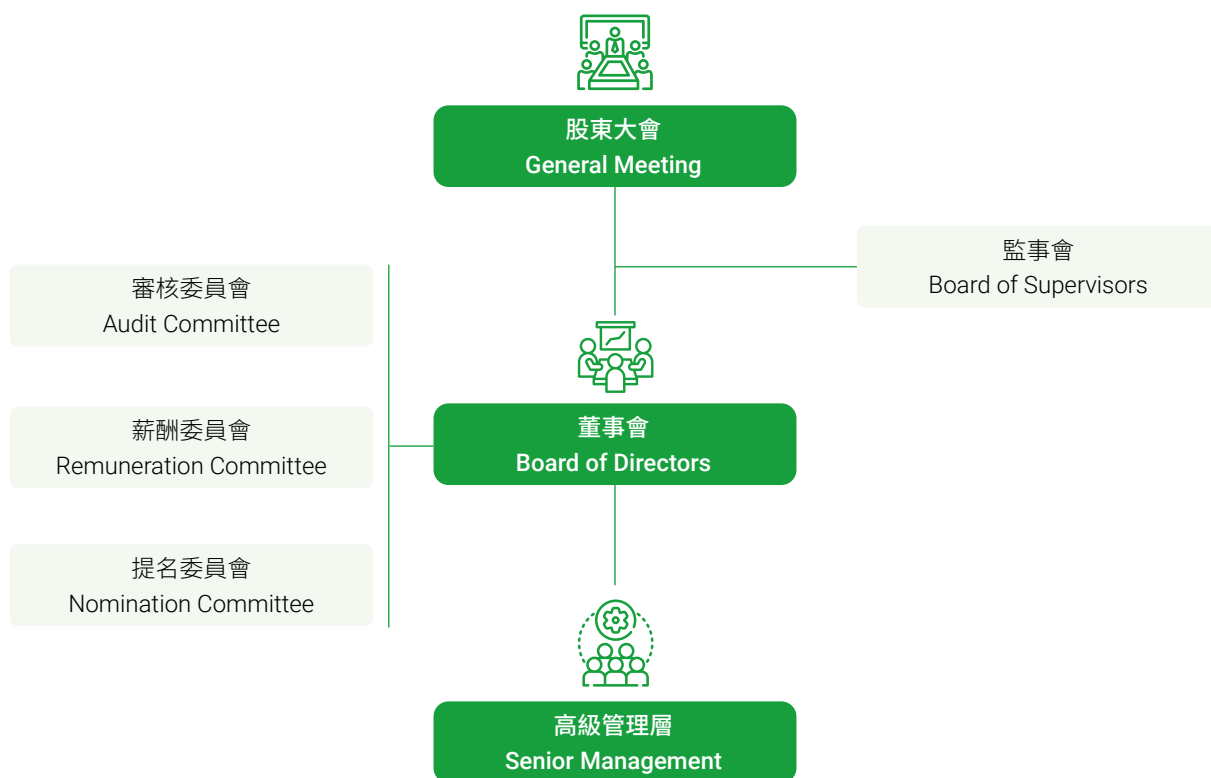 股東大會
General Meeting
監事會
Board of Supervisors
審核委員會
Audit Committee
薪酬委員會
Remuneration Committee
董事會
Board of Directors
提名委員會
Nomination Committee
高級管理層
Senior Management